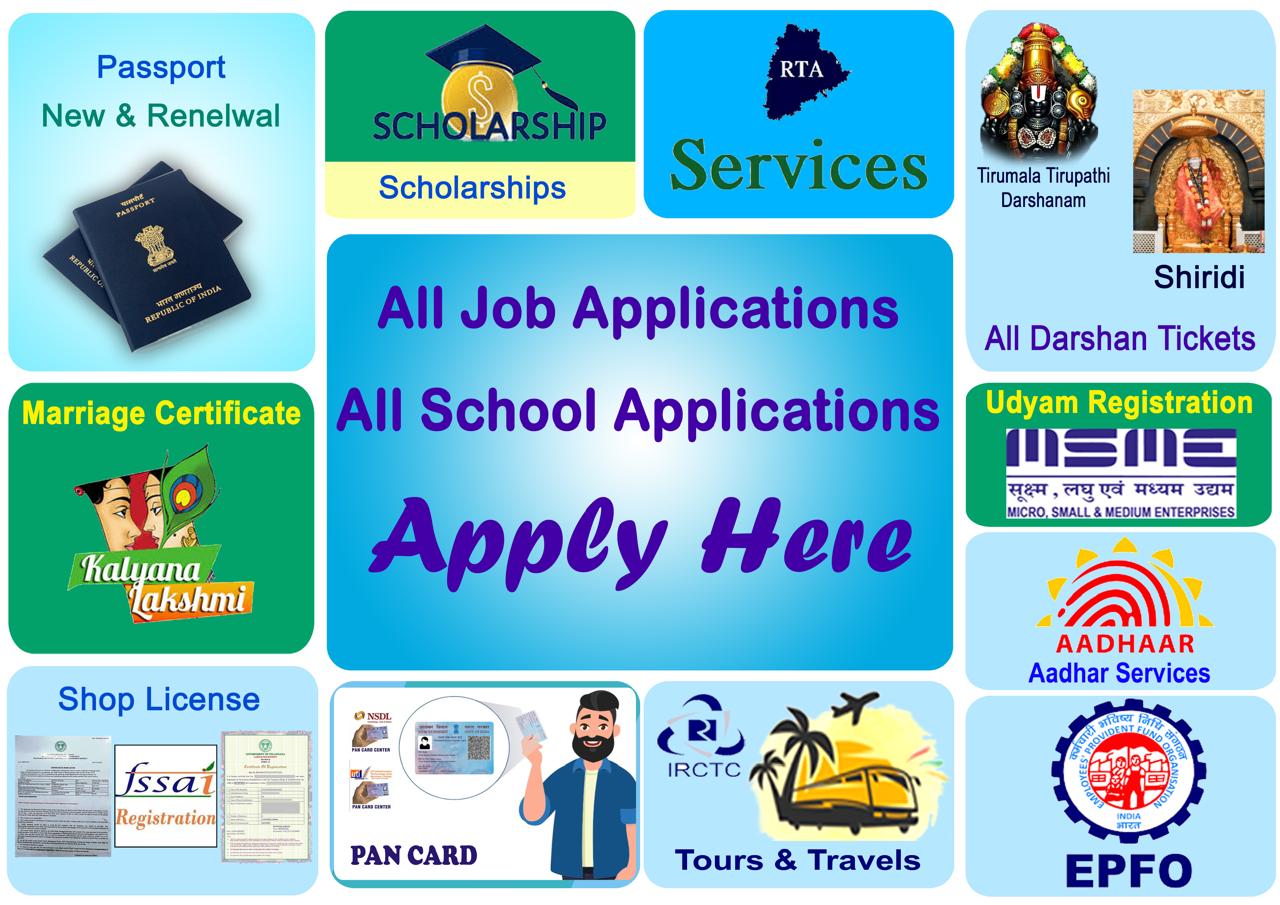 Passport
New & Renelwal
पासपोर्ट
PASSPORT
भारत गणराज्य
REPUBLIC OF INDIA
SCHOLARSHIP
Scholarships
RTA
Services
Tirumala Tirupathi
Darshanam
Shiridi
All Darshan Tickets
All Job Applications
All School Applications
Apply Here
Marriage Certificate
Kalyana
Lakshmi
Udyam Registration
MSME
सूक्ष्म, लघु एवं मध्यम उद्यम
MICRO, SMALL & MEDIUM ENTERPRISES
AADHAAR
Aadhar Services
Shop License
fssai
Registration
NSDL
PAN CARD CENTER
PAN CARD CENTER
PAN CARD
IRCTC
Tours & Travels
कर्मचारी भविष्य निधि संगठन
EMPLOYEES' PROVIDENT FUND ORGANISATION
INDIA
भारत
EPFO